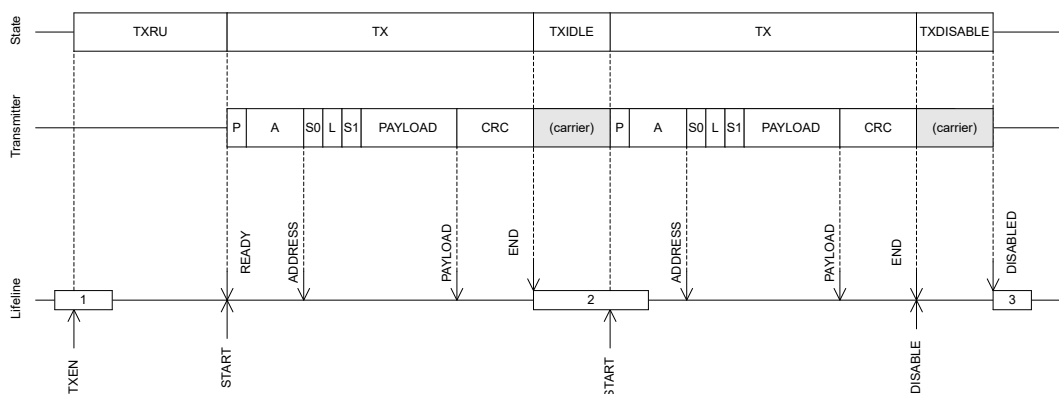 State
TXRU
TX
TXIDLE
TX
TXDISABLE
Transmitter
P
A
S0
L
S1
PAYLOAD
CRC
(carrier)
P
A
S0
L
S1
PAYLOAD
CRC
(carrier)
READY
ADDRESS
PAYLOAD
END
ADDRESS
PAYLOAD
END
DISABLED
Lifeline
1
2
3
TXEN
START
START
DISABLE